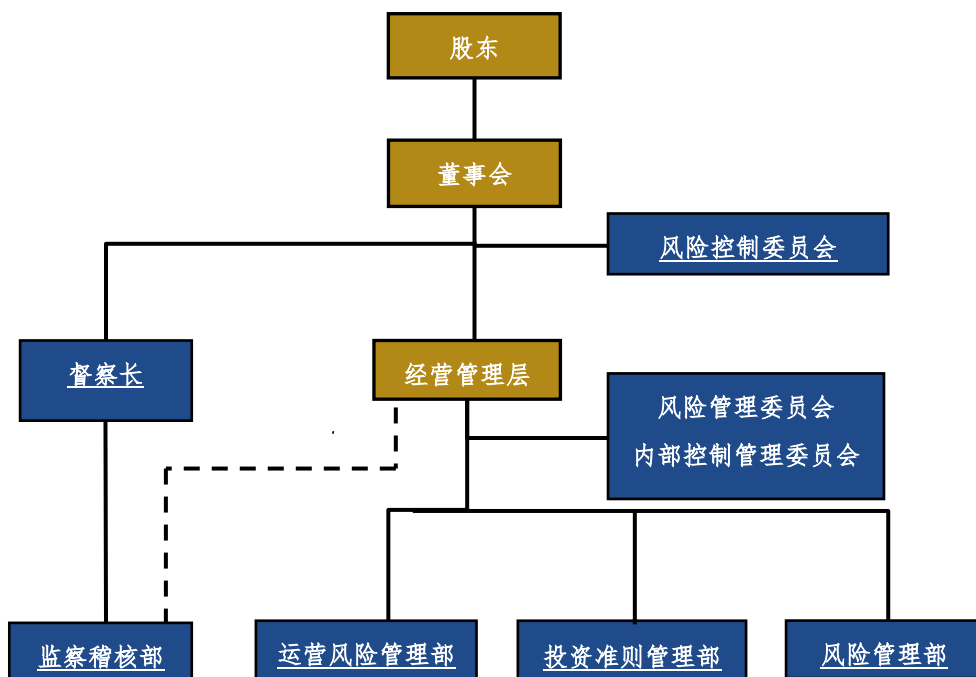 股东
董事会
风险控制委员会
督察长
经营管理层
风险管理委员会
内部控制管理委员会
监察稽核部
运营风险管理部
投资准则管理部
风险管理部